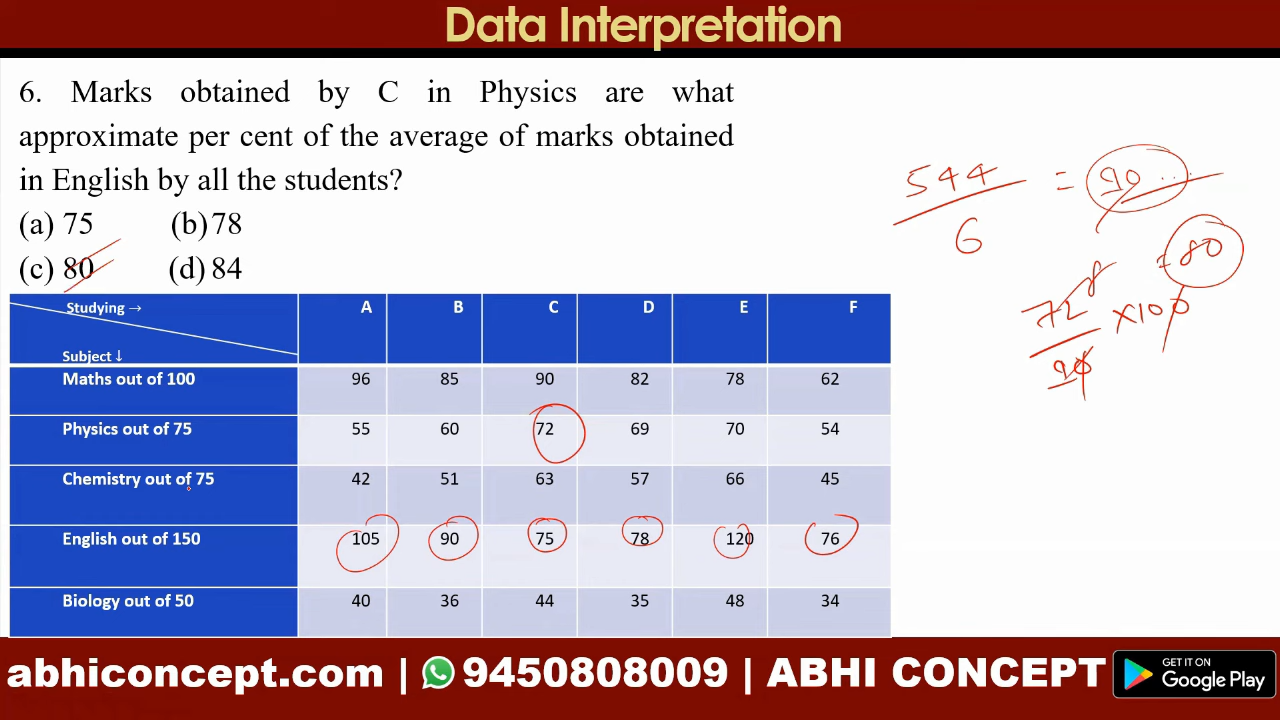 Data Interpretation
6. Marks obtained by C in Physics are what
approximate per cent of the average of marks obtained
in English by all the students?
(a) 75 (b) 78
(c) 80 (d) 84
544
6
= 90 ..
= 80
72 8
90
×100
Studying → A B C D E F
Subject ↓
Maths out of 100 96 85 90 82 78 62
Physics out of 75 55 60 72 69 70 54
Chemistry out of 75 42 51 63 57 66 45
English out of 150 105 90 75 78 120 76
Biology out of 50 40 36 44 35 48 34
abhiconcept.com | 9450808009 | ABHI CONCEPT
GET IT ON
Google Play